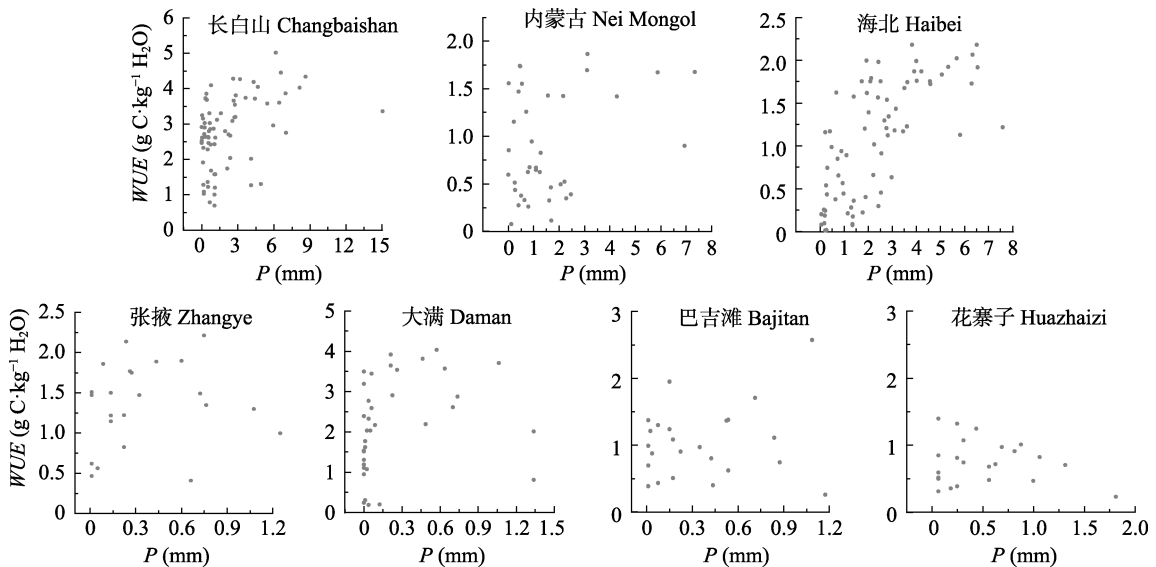 长白山 Changbaishan
WUE (g C·kg⁻¹ H₂O)
6
5
4
3
2
1
0
0 3 6 9 12 15
P (mm)
内蒙古 Nei Mongol
2.0
1.5
1.0
0.5
0
0 1 2 3 4 5 6 7 8
P (mm)
海北 Haibei
2.5
2.0
1.5
1.0
0.5
0
0 1 2 3 4 5 6 7 8
P (mm)
张掖 Zhangye
WUE (g C·kg⁻¹ H₂O)
2.5
2.0
1.5
1.0
0.5
0
0 0.3 0.6 0.9 1.2
P (mm)
大满 Daman
5
4
3
2
1
0
0 0.3 0.6 0.9 1.2 1.5
P (mm)
巴吉滩 Bajitan
3
2
1
0
0 0.3 0.6 0.9 1.2
P (mm)
花寨子 Huazhaizi
3
2
1
0
0 0.5 1.0 1.5 2.0
P (mm)